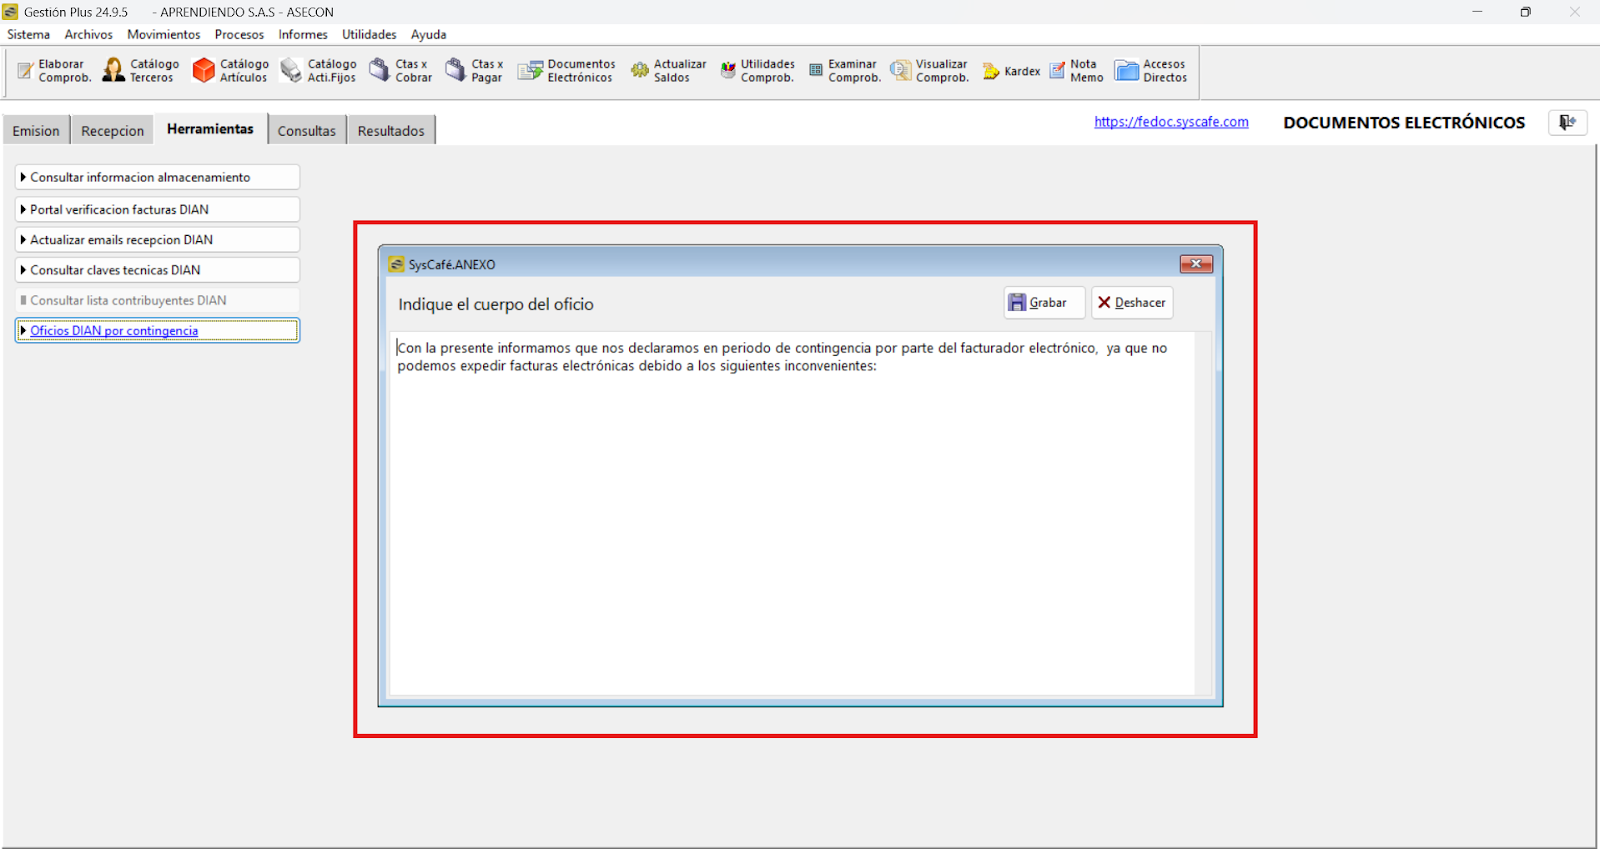 Gestión Plus 24.9.5 - APRENDIENDO S.A.S - ASECON
Sistema Archivos Movimientos Procesos Informes Utilidades Ayuda
Elaborar Comprob.
Catálogo Terceros
Catálogo Artículos
Catálogo Acti.Fijos
Ctas x Cobrar
Ctas x Pagar
Documentos Electrónicos
Actualizar Saldos
Utilidades Comprob.
Examinar Comprob.
Visualizar Comprob.
Kardex
Nota Memo
Accesos Directos
Emision Recepcion Herramientas Consultas Resultados
https://fedoc.syscafe.com DOCUMENTOS ELECTRÓNICOS
Consultar informacion almacenamiento
Portal verificacion facturas DIAN
Actualizar emails recepcion DIAN
Consultar claves tecnicas DIAN
Consultar lista contribuyentes DIAN
Oficios DIAN por contingencia
SysCafé.ANEXO
Indique el cuerpo del oficio
Grabar Deshacer
Con la presente informamos que nos declaramos en periodo de contingencia por parte del facturador electrónico, ya que no
podemos expedir facturas electrónicas debido a los siguientes inconvenientes: